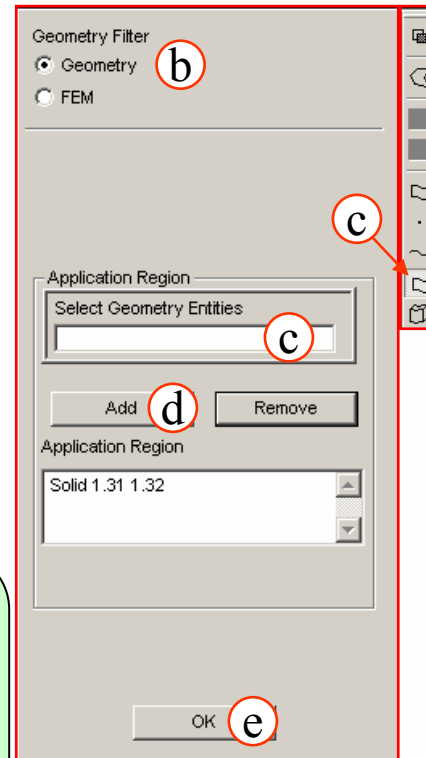 Geometry Filter
Geometry b
FEM
c
Application Region
Select Geometry Entities
c
Add d Remove
Application Region
Solid 1.31 1.32
OK e